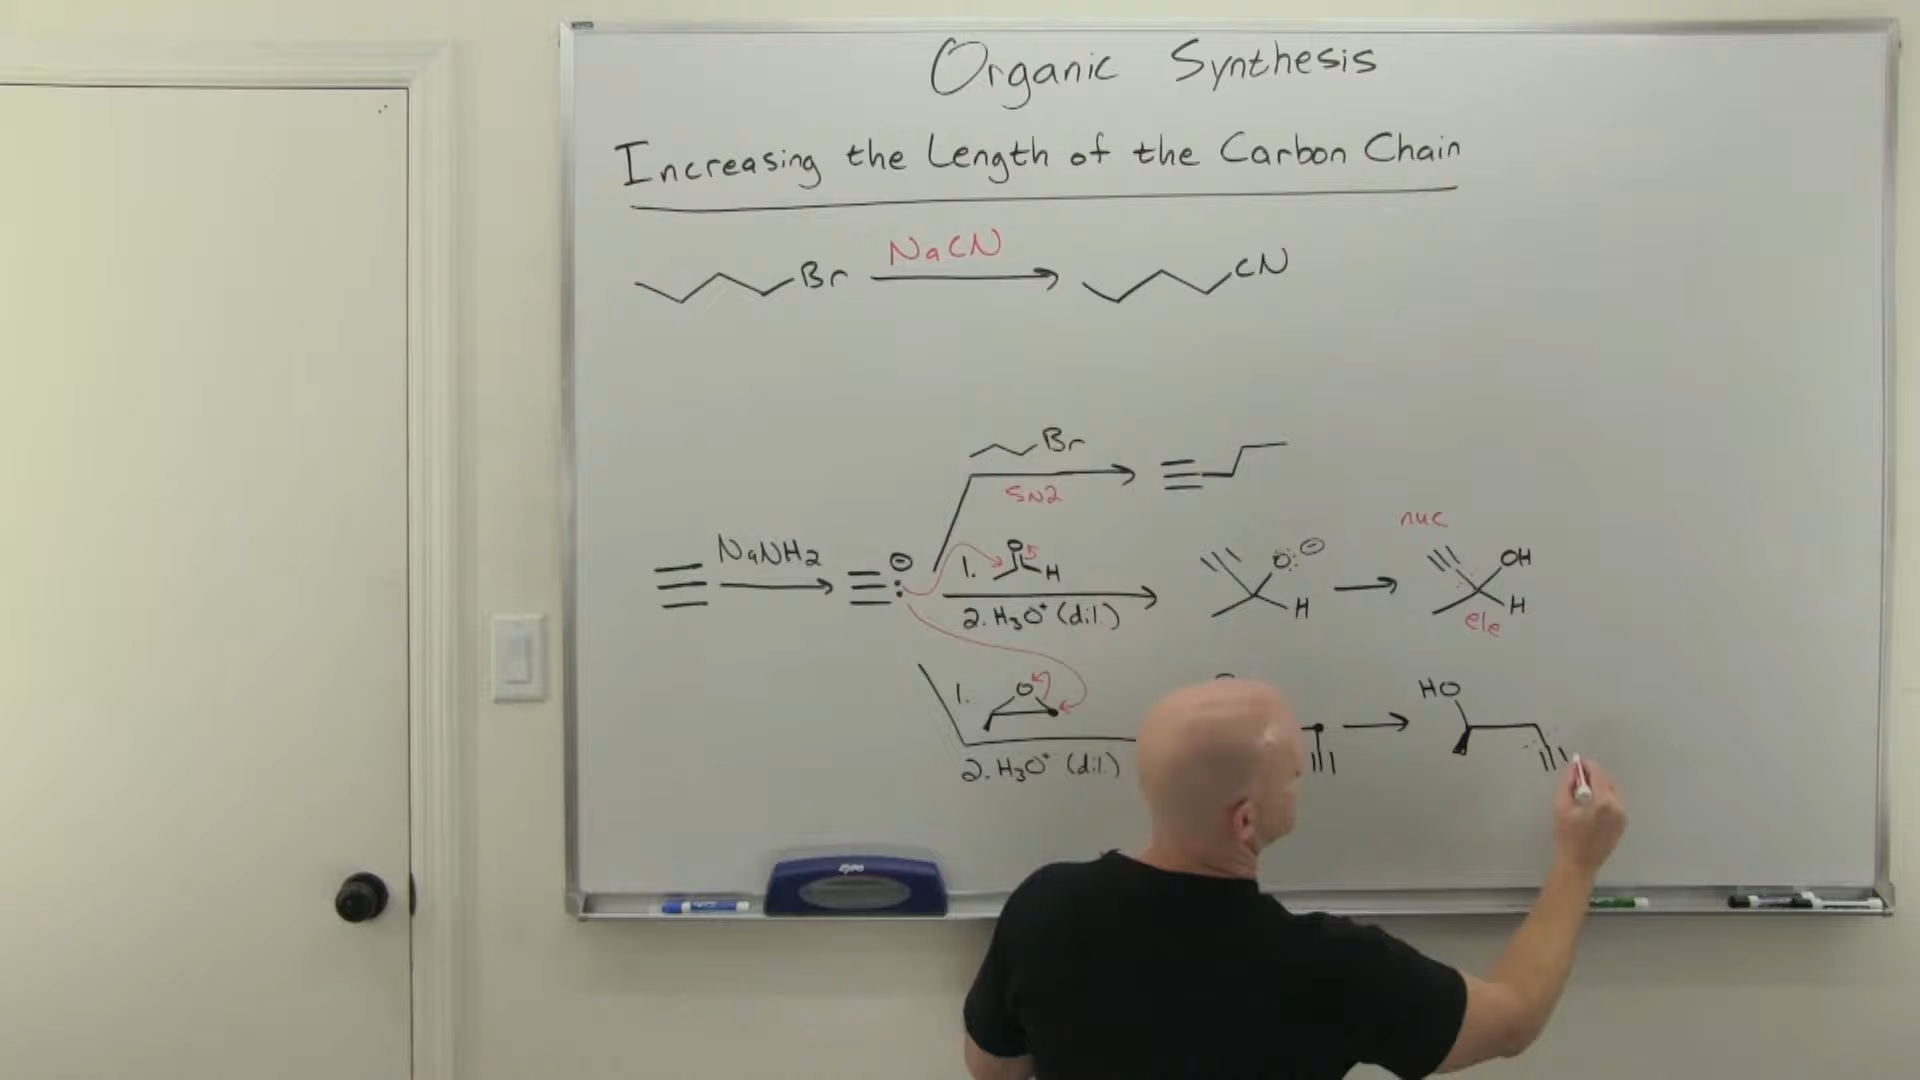 Organic Synthesis
Increasing the Length of the Carbon Chain
Br NaCN CN
Br
SN2
nuc
NaNH2 ⊖ 1. O H O ⊖ OH
2. H3O+ (dil.) H H
ele
1. O HO
2. H3O+ (dil.)
EXPO